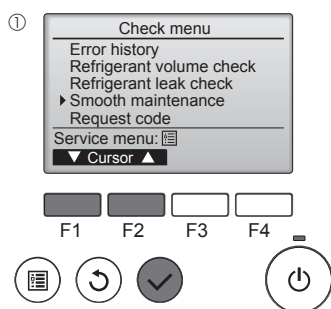 ①
Check menu
Error history
Refrigerant volume check
Refrigerant leak check
Smooth maintenance
Request code
Service menu:
▼ Cursor ▲
F1 F2 F3 F4